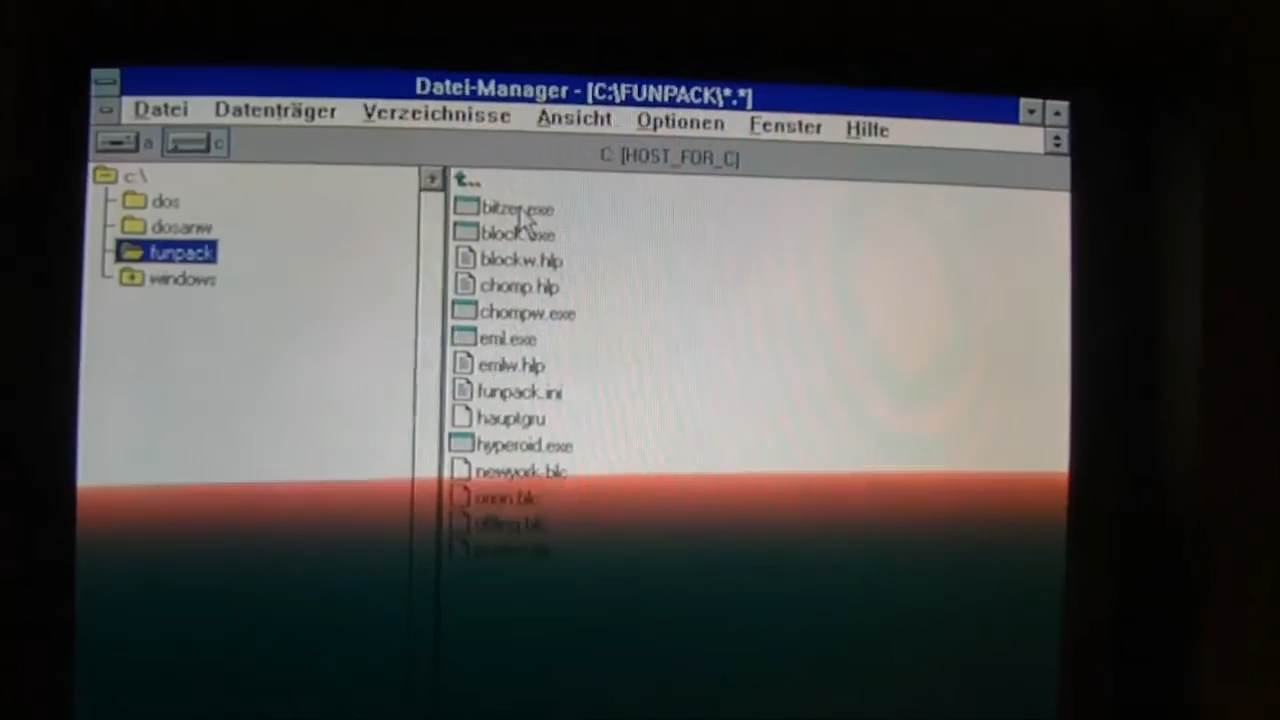 Datei-Manager - [C:\FUNPACK\*.*]
Datei Datenträger Verzeichnisse Ansicht Optionen Fenster Hilfe
a c C: [HOST_FOR_C]
c:\
dos
dosanw
funpack
windows
..
bitzer.exe
block.exe
blockw.hlp
chomp.hlp
chompw.exe
eml.exe
emlw.hlp
funpack.ini
hauptgru
hyperoid.exe
newyork.blc